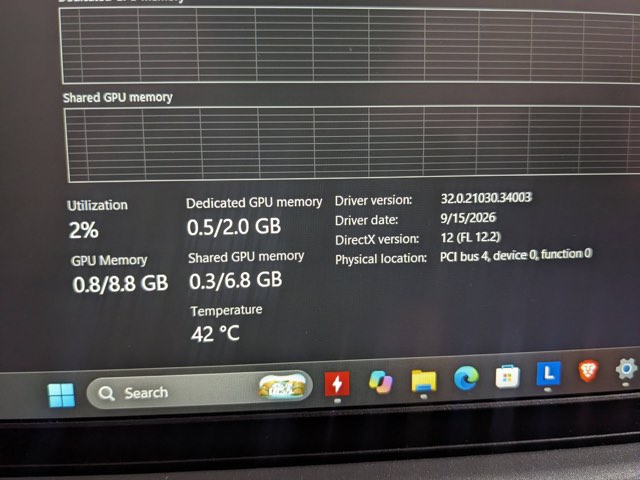 Dedicated GPU memory
Shared GPU memory
Utilization
2%
Dedicated GPU memory
0.5/2.0 GB
Driver version: 32.0.21030.34003
Driver date: 9/15/2026
DirectX version: 12 (FL 12.2)
Physical location: PCI bus 4, device 0, function 0
GPU Memory
0.8/8.8 GB
Shared GPU memory
0.3/6.8 GB
Temperature
42 °C
Search
L